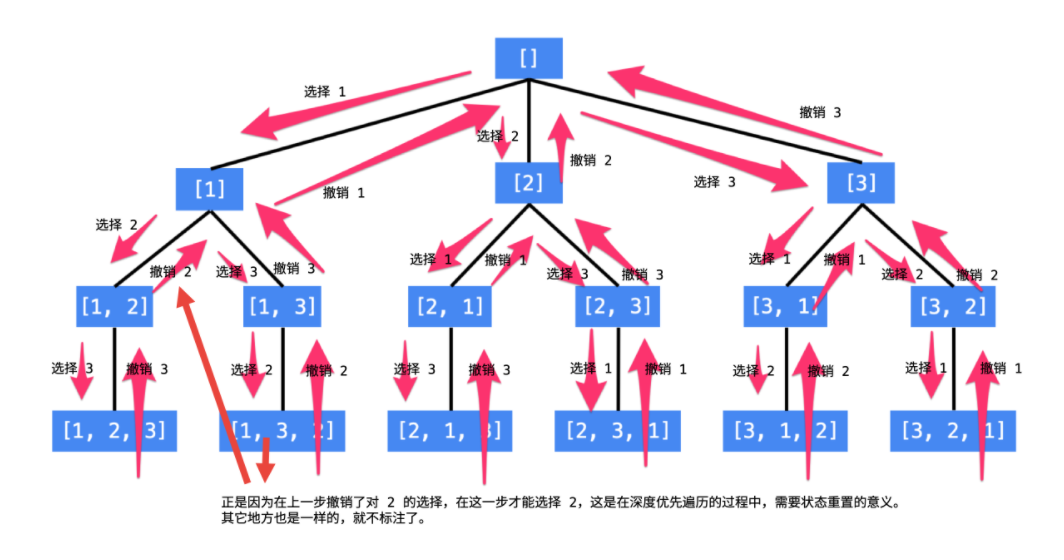 []
选择 1
撤销 3
选择 2
撤销 2
撤销 1
选择 3
[1]
[2]
[3]
选择 2
撤销 2
选择 3
撤销 3
选择 1
撤销 1
选择 3
撤销 3
选择 1
撤销 1
选择 2
撤销 2
[1, 2]
[1, 3]
[2, 1]
[2, 3]
[3, 1]
[3, 2]
选择 3
撤销 3
选择 2
撤销 2
选择 3
撤销 3
选择 1
撤销 1
选择 2
撤销 2
选择 1
撤销 1
[1, 2, 3]
[1, 3, 2]
[2, 1, 3]
[2, 3, 1]
[3, 1, 2]
[3, 2, 1]
正是因为在上一步撤销了对 2 的选择，在这一步才能选择 2，这是在深度优先遍历的过程中，需要状态重置的意义。
其它地方也是一样的，就不标注了。